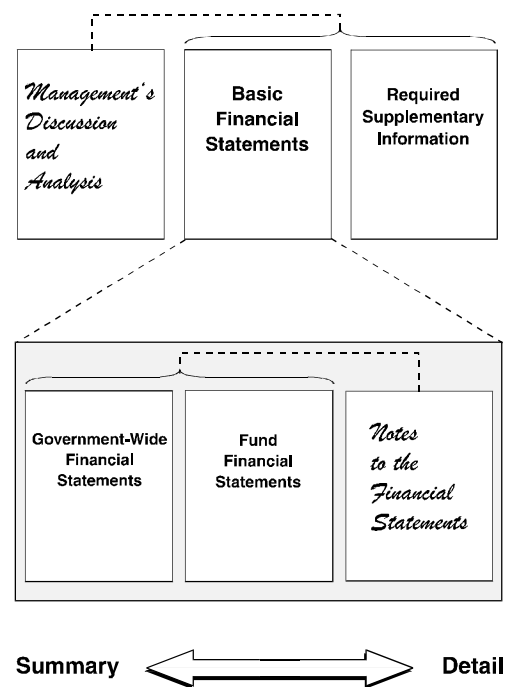 Management's
Discussion
and
Analysis
Basic
Financial
Statements
Required
Supplementary
Information
Government-Wide
Financial
Statements
Fund
Financial
Statements
Notes
to the
Financial
Statements
Summary
Detail